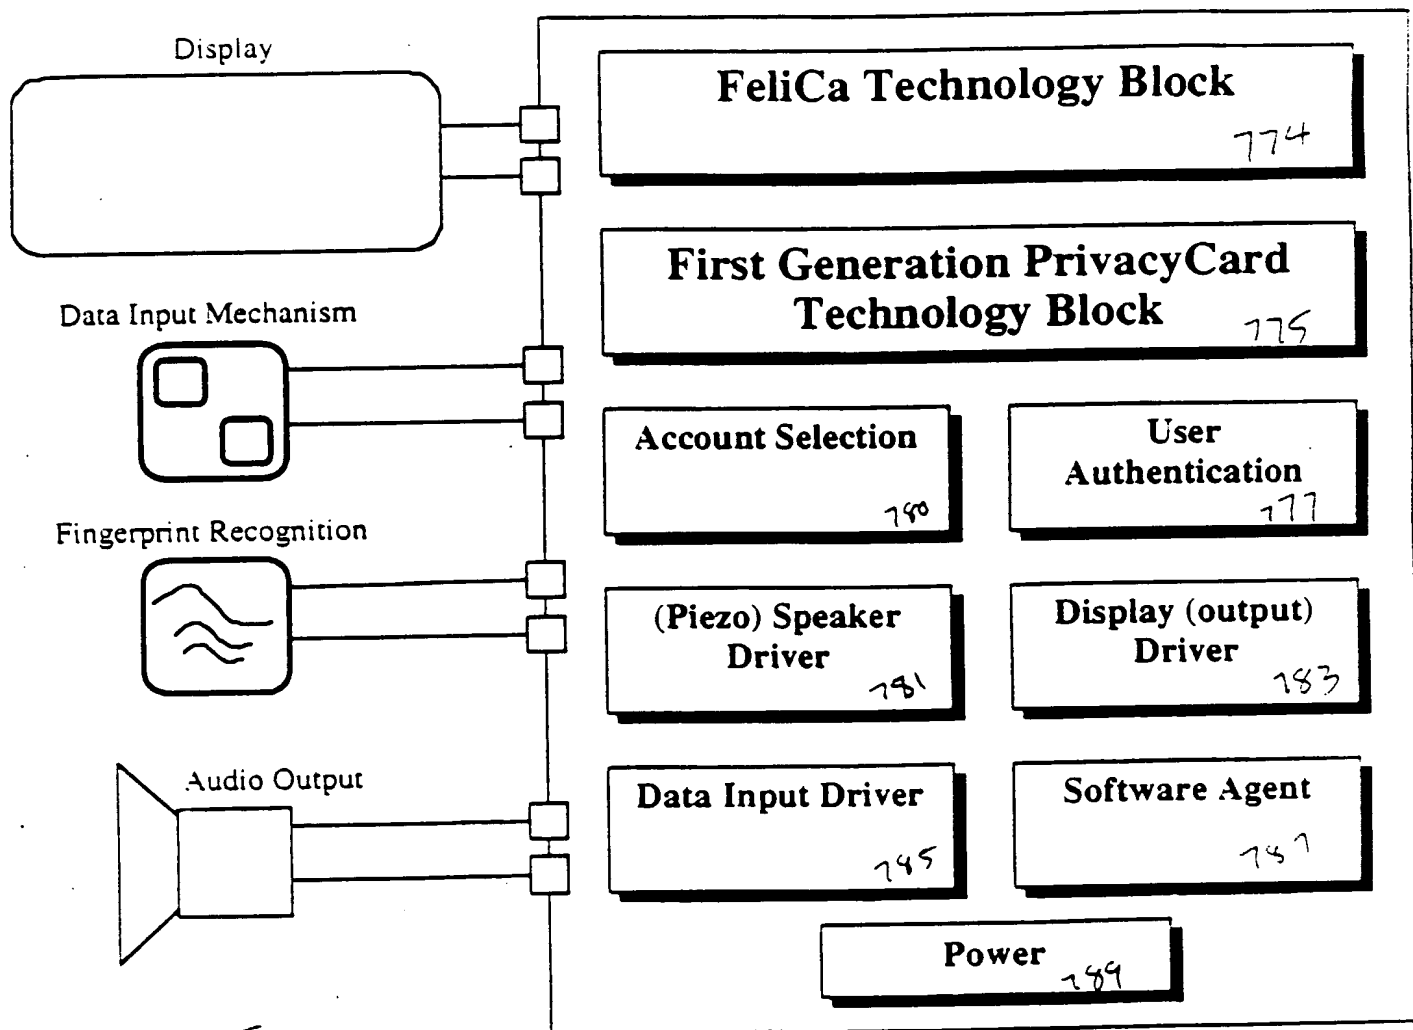 Display
FeliCa Technology Block
774
First Generation PrivacyCard
Technology Block
775
Data Input Mechanism
Account Selection
780
User
Authentication
777
Fingerprint Recognition
(Piezo) Speaker
Driver
781
Display (output)
Driver
783
Audio Output
Data Input Driver
785
Software Agent
787
Power
789